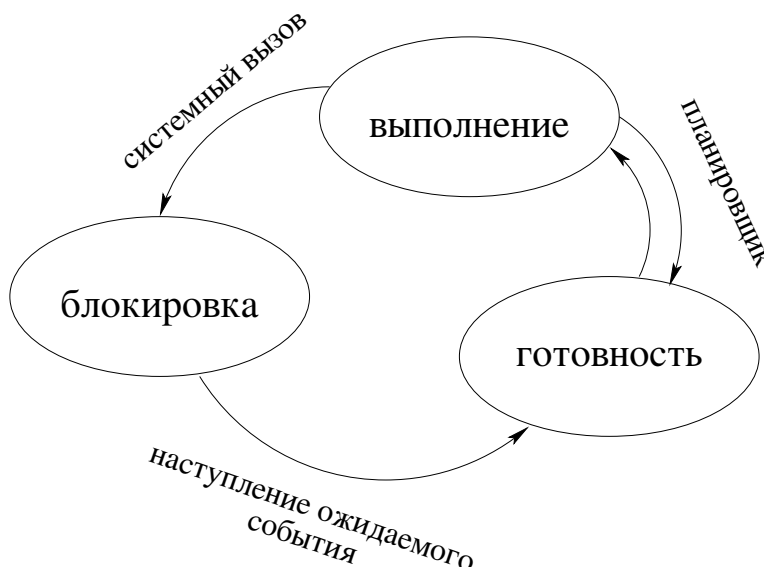 системный вызов
выполнение
планировщик
блокировка
готовность
наступление ожидаемого
события